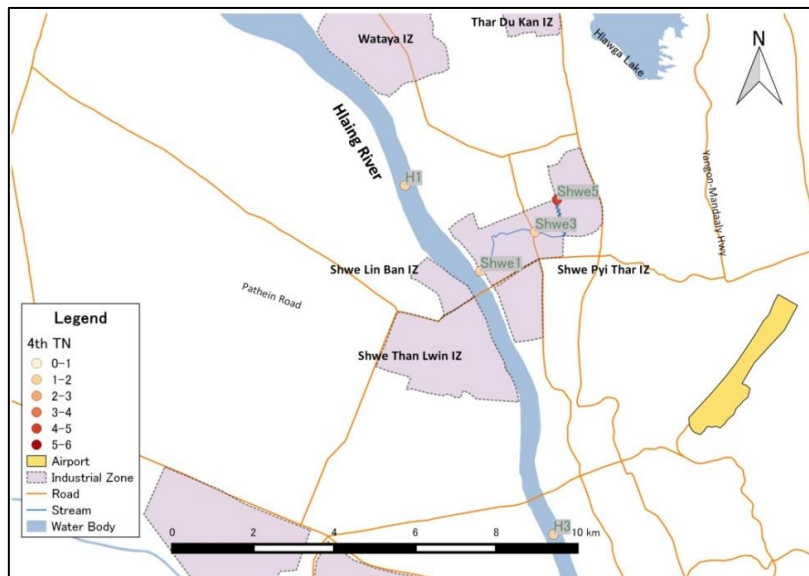 Wataya IZ
Thar Du Kan IZ
Hlawga Lake
N
Hlaing River
H1
Shwe5
Yangon-Mandaaly Hwy
Shwe3
Shwe1
Shwe Lin Ban IZ
Shwe Pyi Thar IZ
Pathein Road
Legend
4th TN
0-1
1-2
2-3
3-4
4-5
5-6
Airport
Industrial Zone
Road
Stream
Water Body
Shwe Than Lwin IZ
H3
0 2 4 6 8 10 km